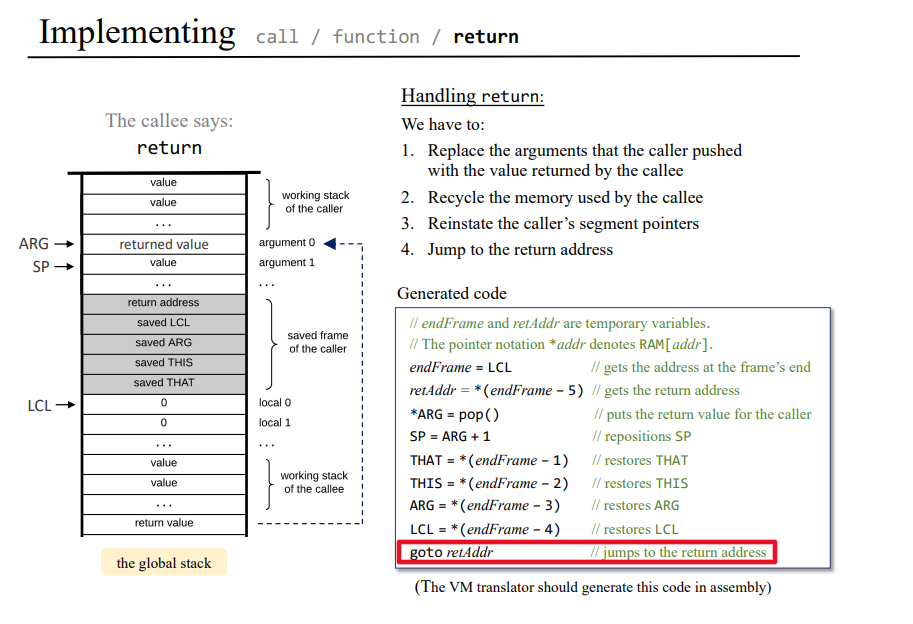 Implementing call / function / return
The callee says:
return
value
value
...
returned value
value
...
return address
saved LCL
saved ARG
saved THIS
saved THAT
0
0
...
value
value
...
return value
ARG
SP
LCL
working stack
of the caller
argument 0
argument 1
...
saved frame
of the caller
local 0
local 1
...
working stack
of the callee
the global stack
Handling return:
We have to:
1. Replace the arguments that the caller pushed
with the value returned by the callee
2. Recycle the memory used by the callee
3. Reinstate the caller’s segment pointers
4. Jump to the return address
Generated code
// endFrame and retAddr are temporary variables.
// The pointer notation *addr denotes RAM[addr].
endFrame = LCL // gets the address at the frame’s end
retAddr = *(endFrame – 5) // gets the return address
*ARG = pop() // puts the return value for the caller
SP = ARG + 1 // repositions SP
THAT = *(endFrame – 1) // restores THAT
THIS = *(endFrame – 2) // restores THIS
ARG = *(endFrame – 3) // restores ARG
LCL = *(endFrame – 4) // restores LCL
goto retAddr // jumps to the return address
(The VM translator should generate this code in assembly)